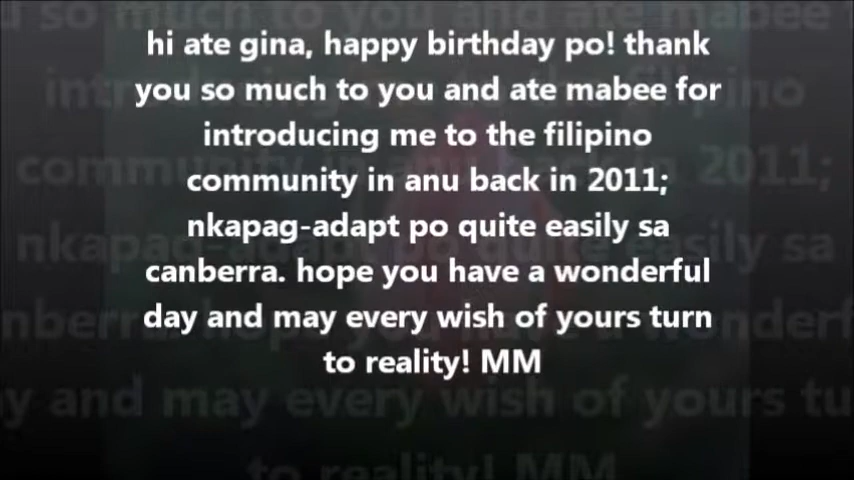 hi ate gina, happy birthday po! thank
you so much to you and ate mabee for
introducing me to the filipino
community in anu back in 2011;
nkapag-adapt po quite easily sa
canberra. hope you have a wonderful
day and may every wish of yours turn
to reality! MM